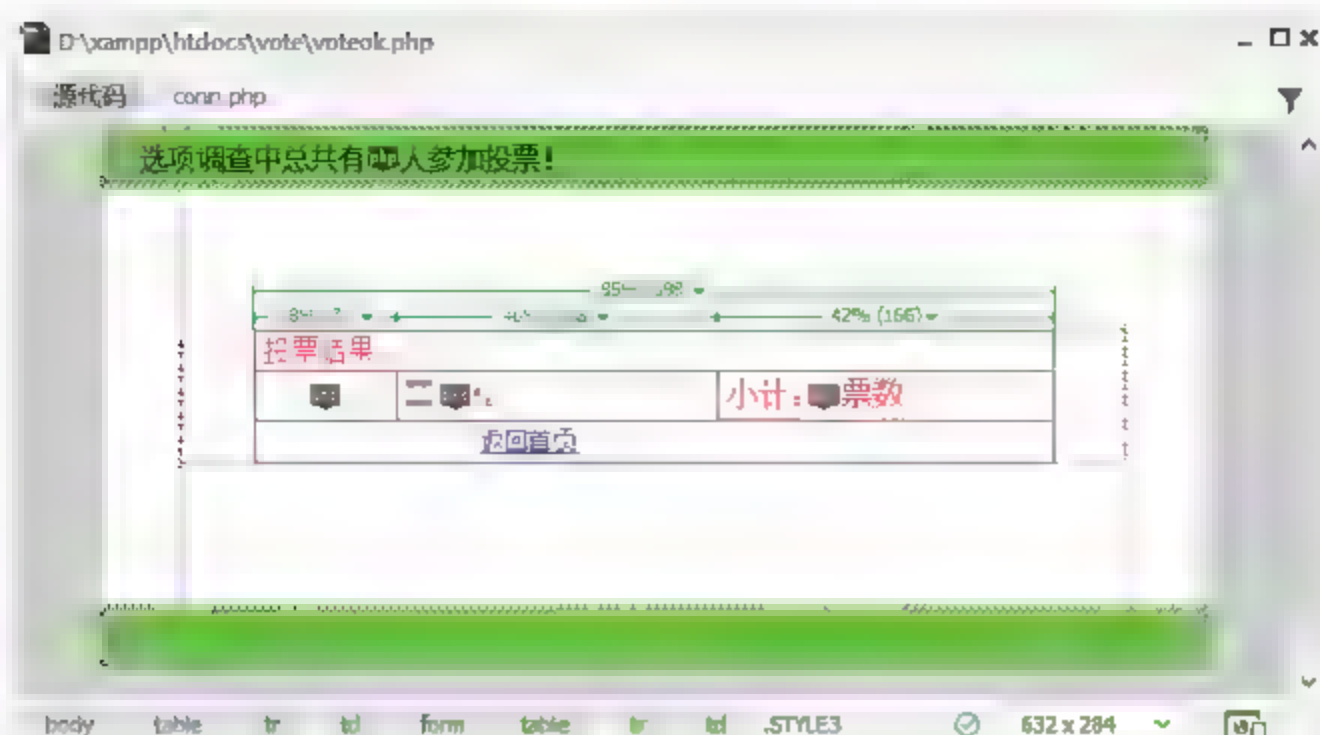 D:\xampp\htdocs\vote\voteok.php
源代码 conn.php
选项调查中总共有人参加投票！
42% (166)
投票结果
小计：票数
返回首页
body table tr td form table tr td .STYLE3 632 x 284